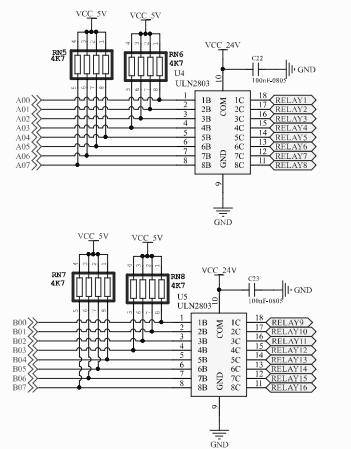 VCC_5V
VCC_5V
RN5
4K7
RN6
4K7
VCC_24V
C22
100nF-0805
GND
U4
ULN2803
A00 1 1B 1C 18 RELAY1
A01 2 2B 2C 17 RELAY2
A02 3 3B 3C 16 RELAY3
A03 4 4B 4C 15 RELAY4
A04 5 5B 5C 14 RELAY5
A05 6 6B 6C 13 RELAY6
A06 7 7B 7C 12 RELAY7
A07 8 8B 8C 11 RELAY8
COM
10
9
GND
VCC_5V
VCC_5V
RN7
4K7
RN8
4K7
VCC_24V
C23
100nF-0805
GND
U5
ULN2803
B00 1 1B 1C 18 RELAY9
B01 2 2B 2C 17 RELAY10
B02 3 3B 3C 16 RELAY11
B03 4 4B 4C 15 RELAY12
B04 5 5B 5C 14 RELAY13
B05 6 6B 6C 13 RELAY14
B06 7 7B 7C 12 RELAY15
B07 8 8B 8C 11 RELAY16
COM
10
9
GND